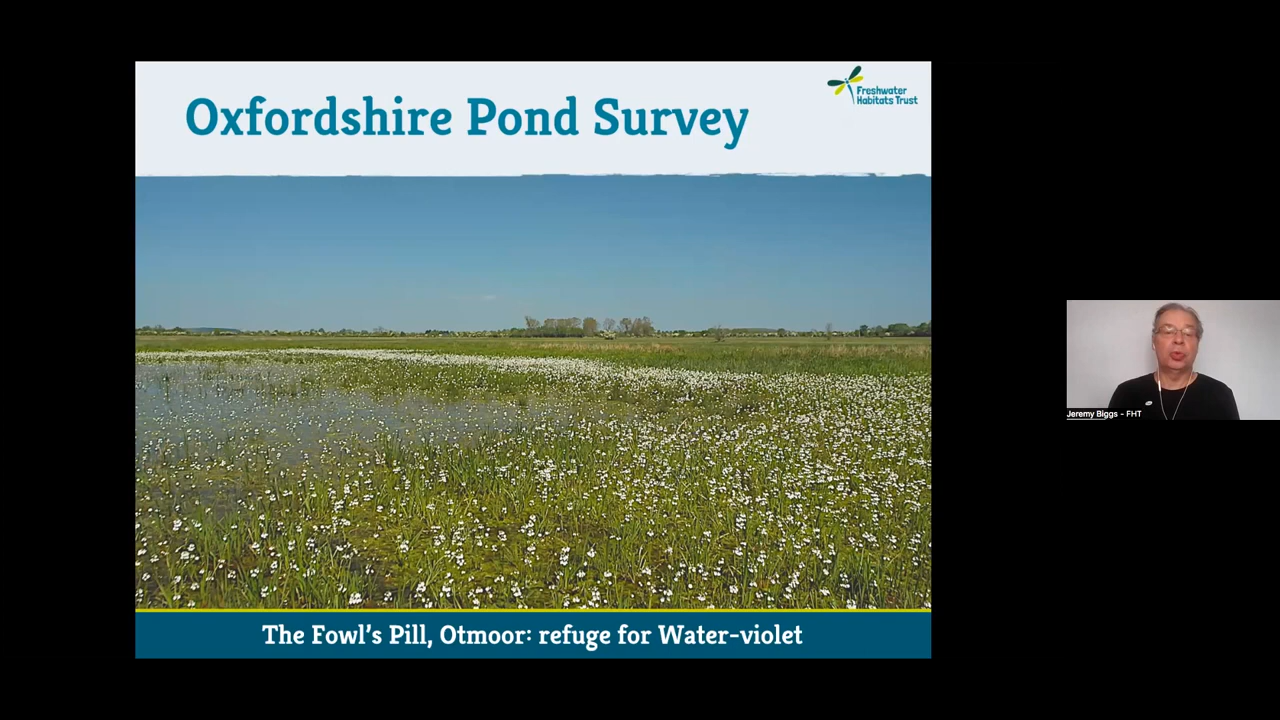 Oxfordshire Pond Survey
Freshwater
Habitats Trust
The Fowl's Pill, Otmoor: refuge for Water-violet
Jeremy Biggs - FHT